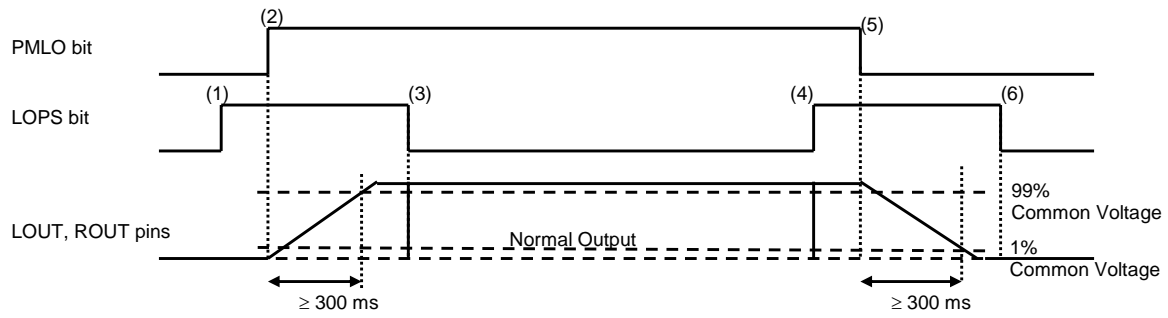 (2)
(5)
PMLO bit
(1)
(3)
(4)
(6)
LOPS bit
99%
Common Voltage
LOUT, ROUT pins
Normal Output
1%
Common Voltage
≥ 300 ms
≥ 300 ms